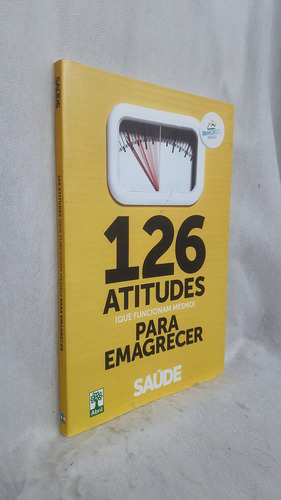 126
ATITUDES
(QUE FUNCIONAM MESMO)
PARA
EMAGRECER
SAÚDE
SAÚDE
126 ATITUDES (QUE FUNCIONAM MESMO) PARA EMAGRECER
Abril